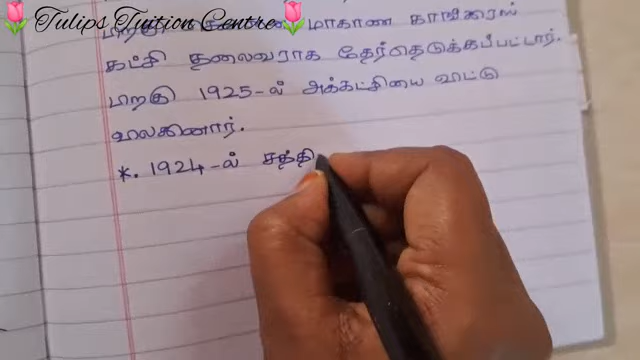 Tulips Tuition Centre
மாகாண காங்கிரஸ்
கட்சி தலைவராக தேர்தெடுக்கப்பட்டார்.
பிறகு 1925-ல் அக்கட்சியை விட்டு
விலகினார்.
*. 1924-ல் சத்தி